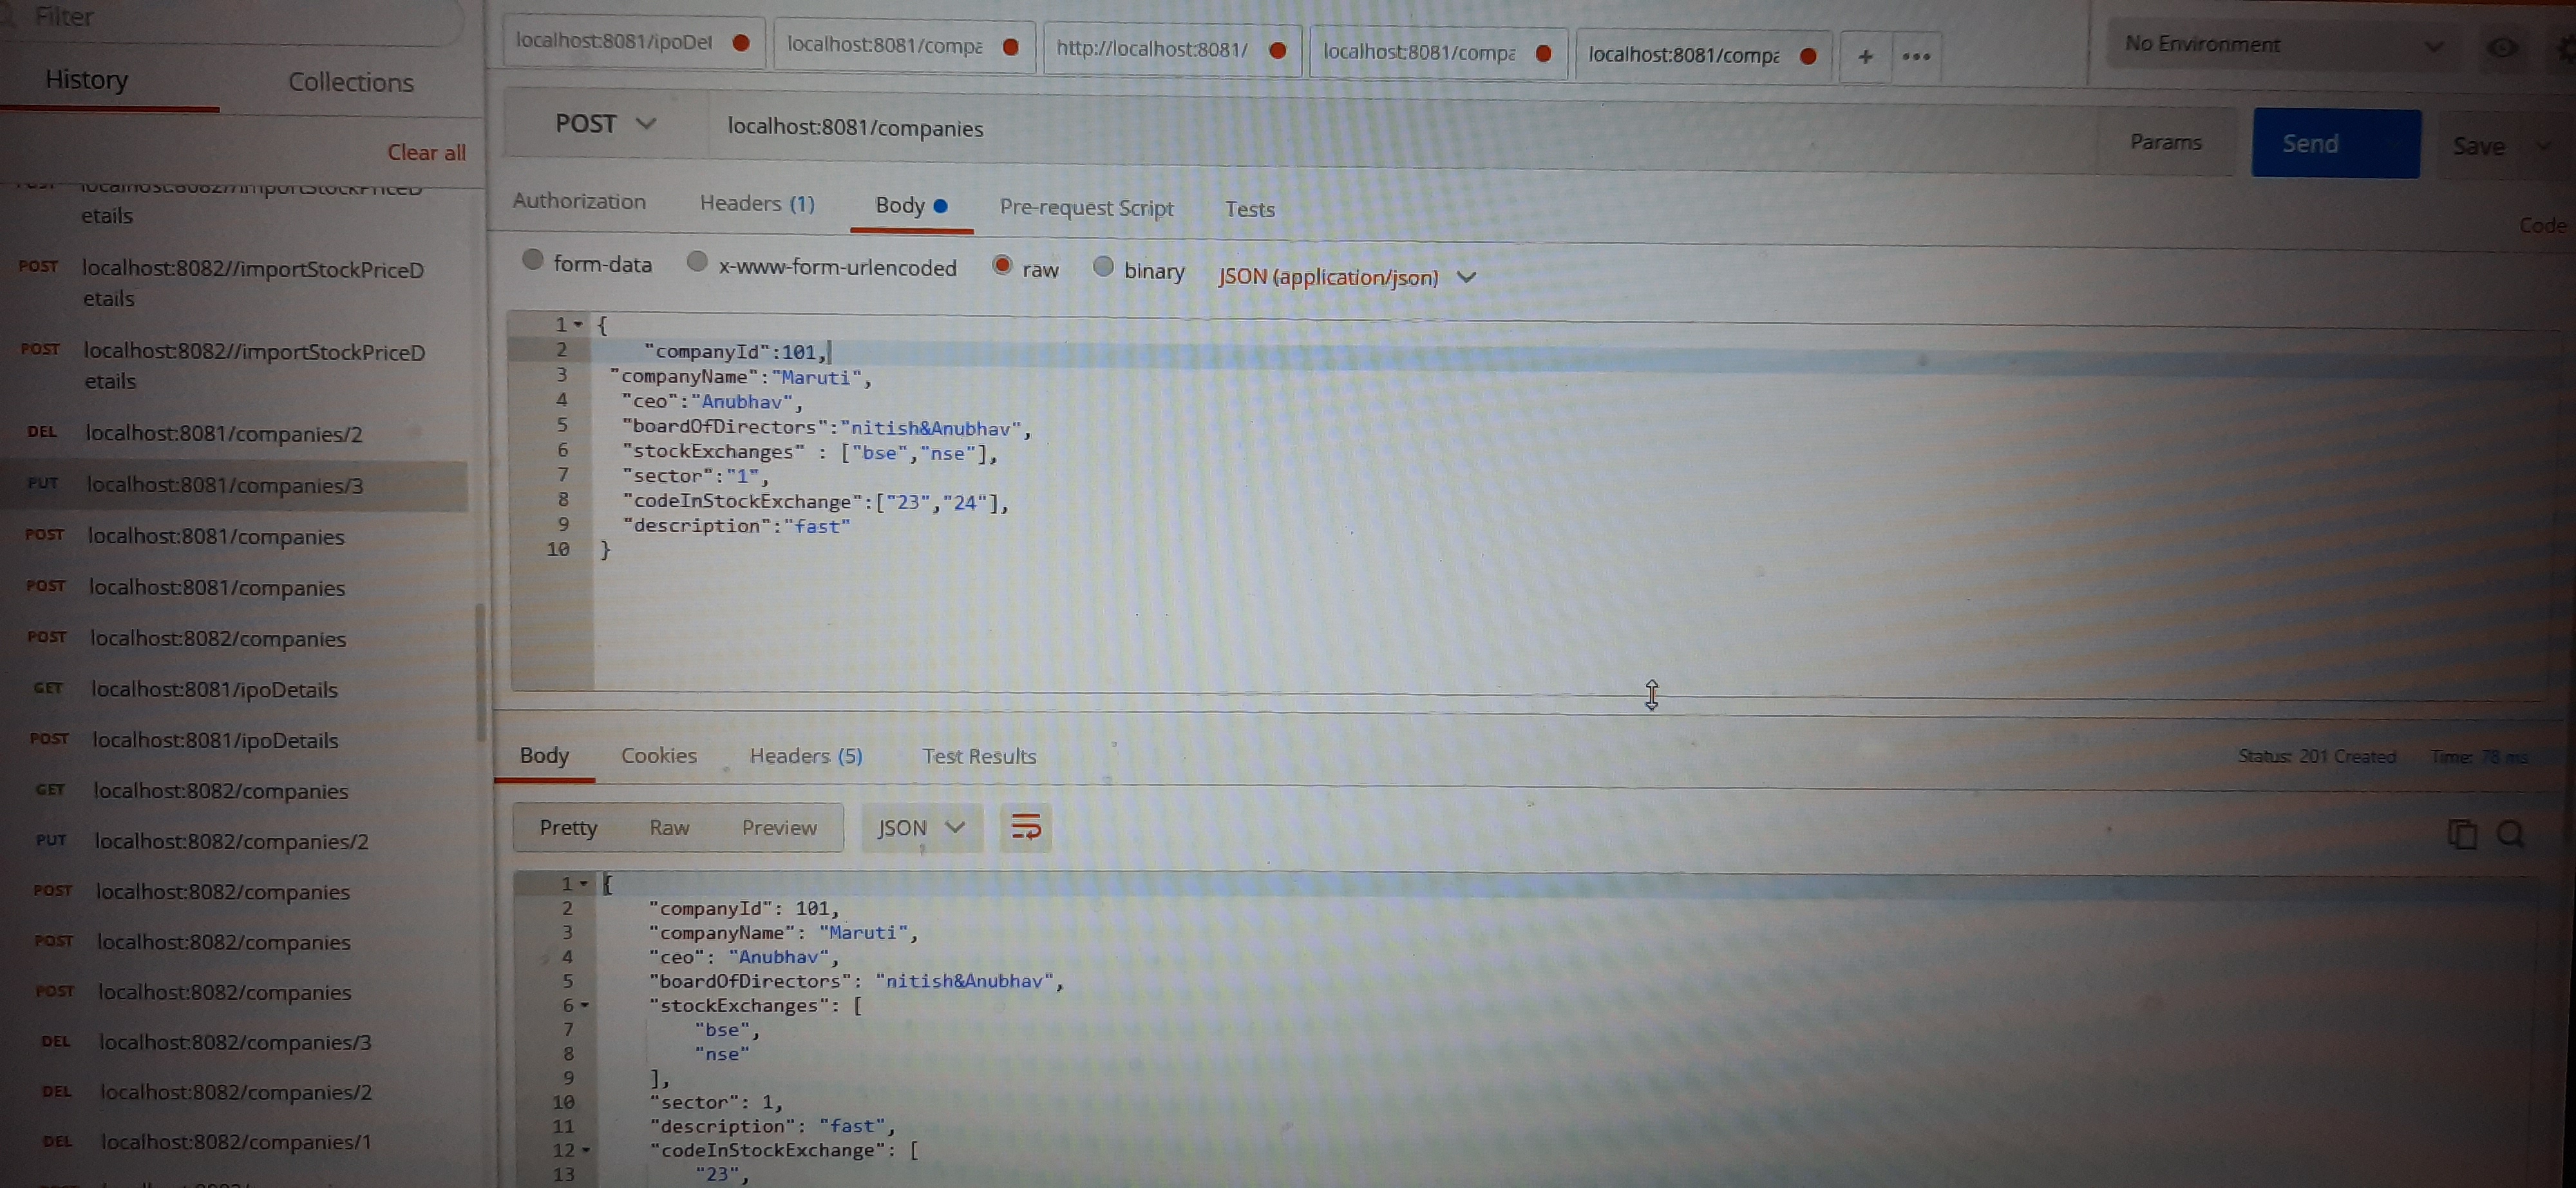 Filter
History Collections
Clear all
etails
POST localhost:8082//importStockPriceD
etails
POST localhost:8082//importStockPriceD
etails
DEL localhost:8081/companies/2
PUT localhost:8081/companies/3
POST localhost:8081/companies
POST localhost:8081/companies
POST localhost:8082/companies
GET localhost:8081/ipoDetails
POST localhost:8081/ipoDetails
GET localhost:8082/companies
PUT localhost:8082/companies/2
POST localhost:8082/companies
POST localhost:8082/companies
POST localhost:8082/companies
DEL localhost:8082/companies/3
DEL localhost:8082/companies/2
DEL localhost:8082/companies/1
localhost:8081/ipoDet localhost:8081/compa http://localhost:8081/ localhost:8081/compa localhost:8081/compa + ••• No Environment
POST localhost:8081/companies Params Send Save
Authorization Headers (1) Body Pre-request Script Tests Code
form-data x-www-form-urlencoded raw binary JSON (application/json)
1 {
2 "companyId":101,
3 "companyName":"Maruti",
4 "ceo":"Anubhav",
5 "boardOfDirectors":"nitish&Anubhav",
6 "stockExchanges" : ["bse","nse"],
7 "sector":"1",
8 "codeInStockExchange":["23","24"],
9 "description":"fast"
10 }
Body Cookies Headers (5) Test Results Status: 201 Created Time: 78 ms
Pretty Raw Preview JSON
1 {
2 "companyId": 101,
3 "companyName": "Maruti",
4 "ceo": "Anubhav",
5 "boardOfDirectors": "nitish&Anubhav",
6 "stockExchanges": [
7 "bse",
8 "nse"
9 ],
10 "sector": 1,
11 "description": "fast",
12 "codeInStockExchange": [
13 "23",